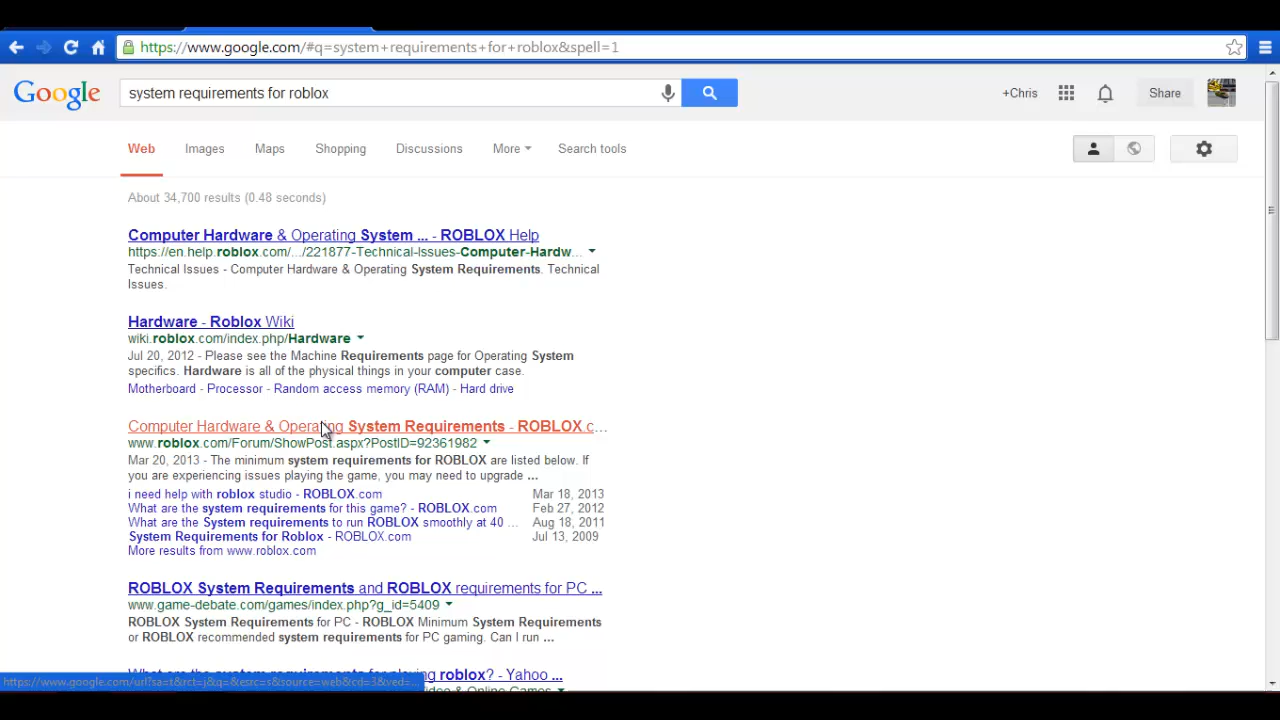 https://www.google.com/#q=system+requirements+for+roblox&spell=1
Google
system requirements for roblox
+Chris
Share
Web Images Maps Shopping Discussions More Search tools
About 34,700 results (0.48 seconds)
Computer Hardware & Operating System ... - ROBLOX Help
https://en.help.roblox.com/.../221877-Technical-Issues-Computer-Hardw...
Technical Issues - Computer Hardware & Operating System Requirements. Technical
Issues.
Hardware - Roblox Wiki
wiki.roblox.com/index.php/Hardware
Jul 20, 2012 - Please see the Machine Requirements page for Operating System
specifics. Hardware is all of the physical things in your computer case.
Motherboard - Processor - Random access memory (RAM) - Hard drive
Computer Hardware & Operating System Requirements - ROBLOX c...
www.roblox.com/Forum/ShowPost.aspx?PostID=92361982
Mar 20, 2013 - The minimum system requirements for ROBLOX are listed below. If
you are experiencing issues playing the game, you may need to upgrade ...
i need help with roblox studio - ROBLOX.com Mar 18, 2013
What are the system requirements for this game? - ROBLOX.com Feb 27, 2012
What are the System requirements to run ROBLOX smoothly at 40 ... Aug 18, 2011
System Requirements for Roblox - ROBLOX.com Jul 13, 2009
More results from www.roblox.com
ROBLOX System Requirements and ROBLOX requirements for PC ...
www.game-debate.com/games/index.php?g_id=5409
ROBLOX System Requirements for PC - ROBLOX Minimum System Requirements
or ROBLOX recommended system requirements for PC gaming. Can I run ...
What are the system requirements for playing roblox? - Yahoo ...
https://www.google.com/url?sa=t&rct=j&q=&esrc=s&source=web&cd=3&ved=...
& Online Games